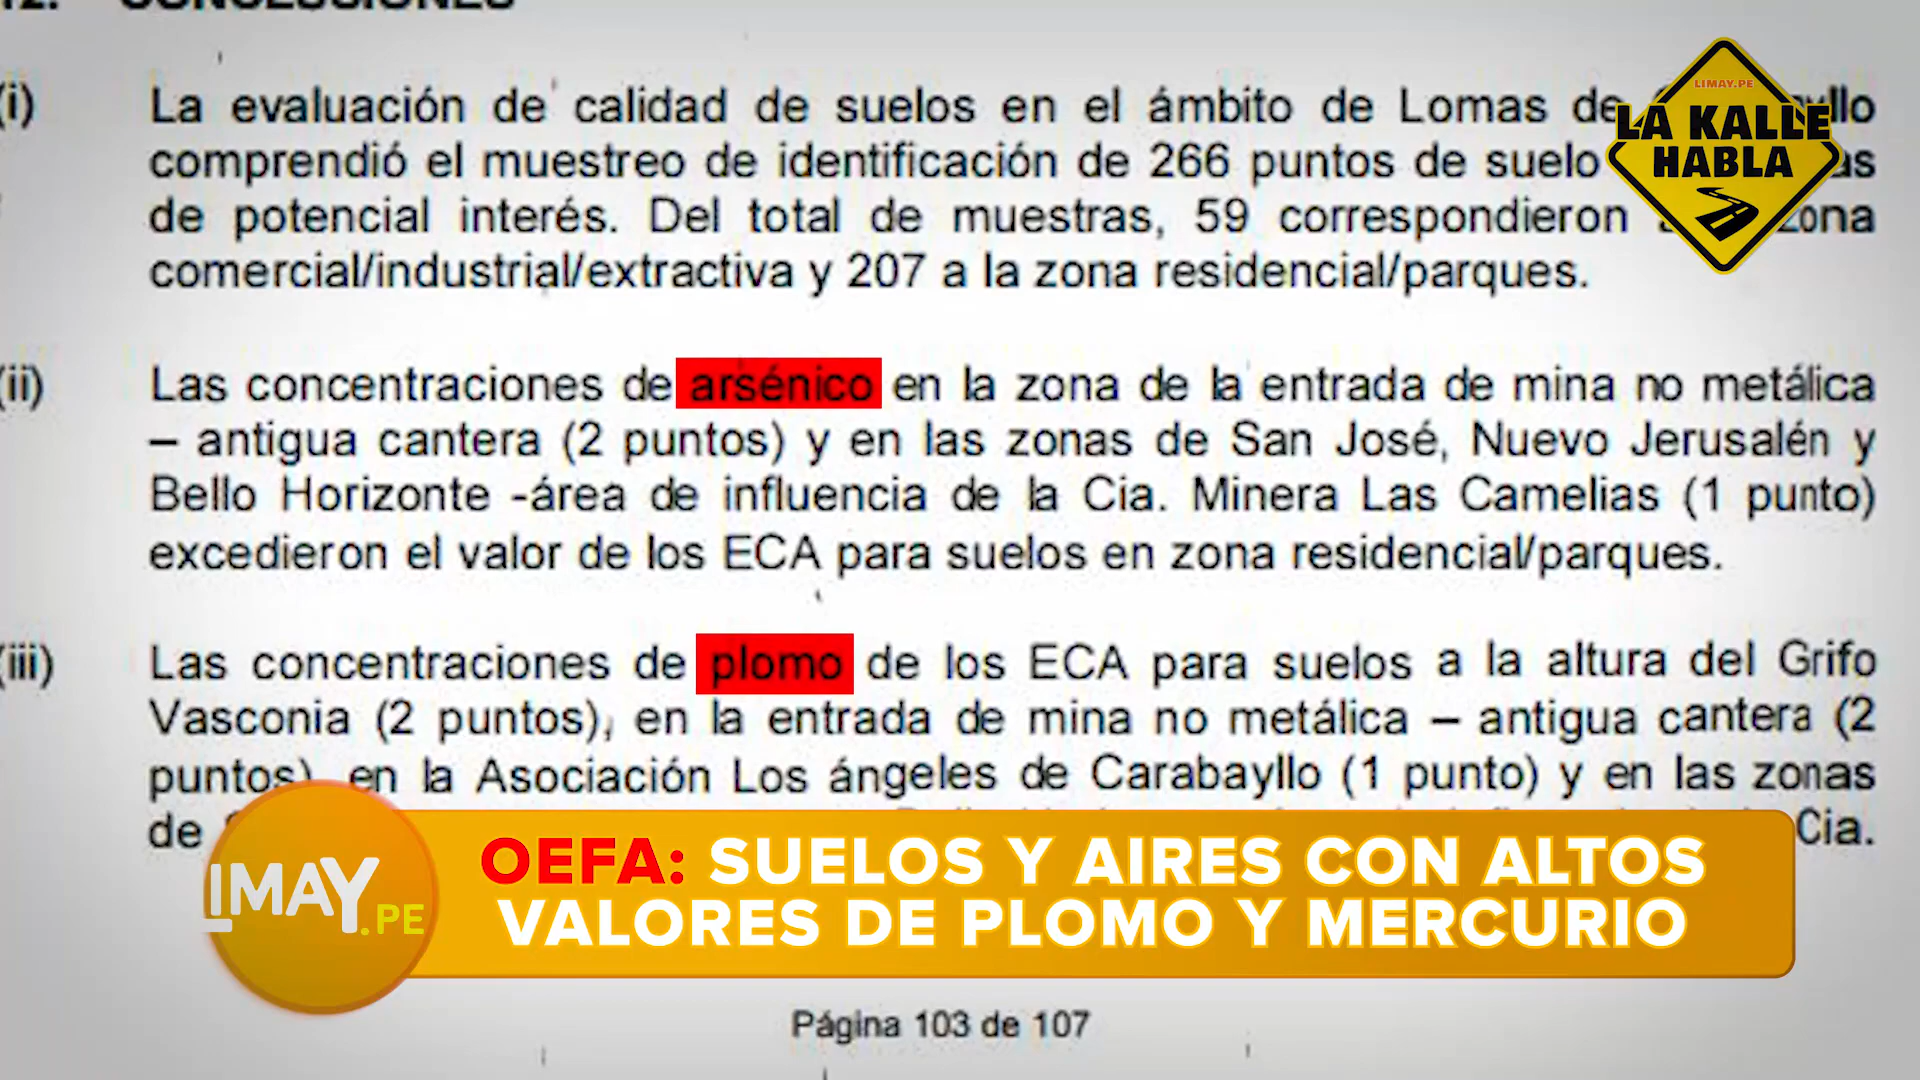 12. CONCLUSIONES
(i) La evaluación de calidad de suelos en el ámbito de Lomas de
comprendió el muestreo de identificación de 266 puntos de suelo
de potencial interés. Del total de muestras, 59 correspondieron zona
comercial/industrial/extractiva y 207 a la zona residencial/parques.
(ii) Las concentraciones de arsénico en la zona de la entrada de mina no metálica
– antigua cantera (2 puntos) y en las zonas de San José, Nuevo Jerusalén y
Bello Horizonte -área de influencia de la Cia. Minera Las Camelias (1 punto)
excedieron el valor de los ECA para suelos en zona residencial/parques.
(iii) Las concentraciones de plomo de los ECA para suelos a la altura del Grifo
Vasconia (2 puntos), en la entrada de mina no metálica – antigua cantera (2
puntos), en la Asociación Los ángeles de Carabayllo (1 punto) y en las zonas
de Cia.
LIMAY.PE
LA KALLE
HABLA
LIMAY.PE
OEFA: SUELOS Y AIRES CON ALTOS
VALORES DE PLOMO Y MERCURIO
Página 103 de 107